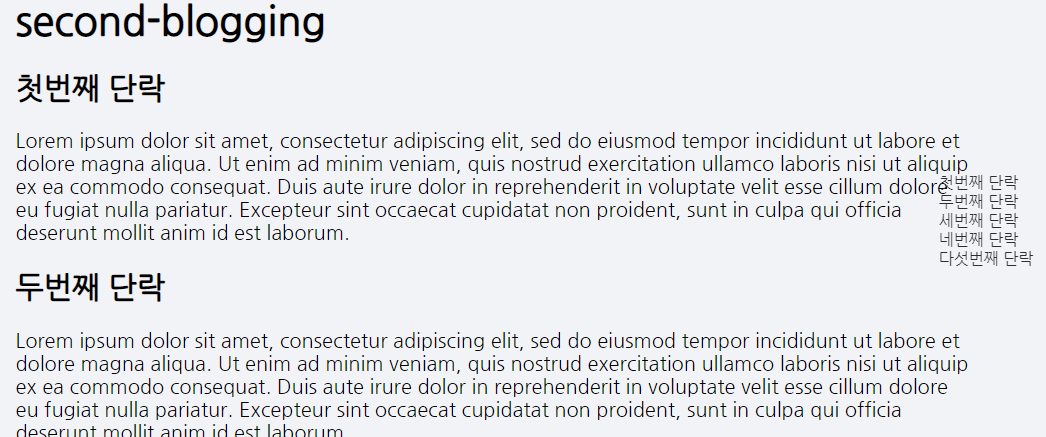 second-blogging
첫번째 단락
Lorem ipsum dolor sit amet, consectetur adipiscing elit, sed do eiusmod tempor incididunt ut labore et
dolore magna aliqua. Ut enim ad minim veniam, quis nostrud exercitation ullamco laboris nisi ut aliquip
ex ea commodo consequat. Duis aute irure dolor in reprehenderit in voluptate velit esse cillum dolore
eu fugiat nulla pariatur. Excepteur sint occaecat cupidatat non proident, sunt in culpa qui officia
deserunt mollit anim id est laborum.
첫번째 단락
두번째 단락
세번째 단락
네번째 단락
다섯번째 단락
두번째 단락
Lorem ipsum dolor sit amet, consectetur adipiscing elit, sed do eiusmod tempor incididunt ut labore et
dolore magna aliqua. Ut enim ad minim veniam, quis nostrud exercitation ullamco laboris nisi ut aliquip
ex ea commodo consequat. Duis aute irure dolor in reprehenderit in voluptate velit esse cillum dolore
eu fugiat nulla pariatur. Excepteur sint occaecat cupidatat non proident, sunt in culpa qui officia
deserunt mollit anim id est laborum.